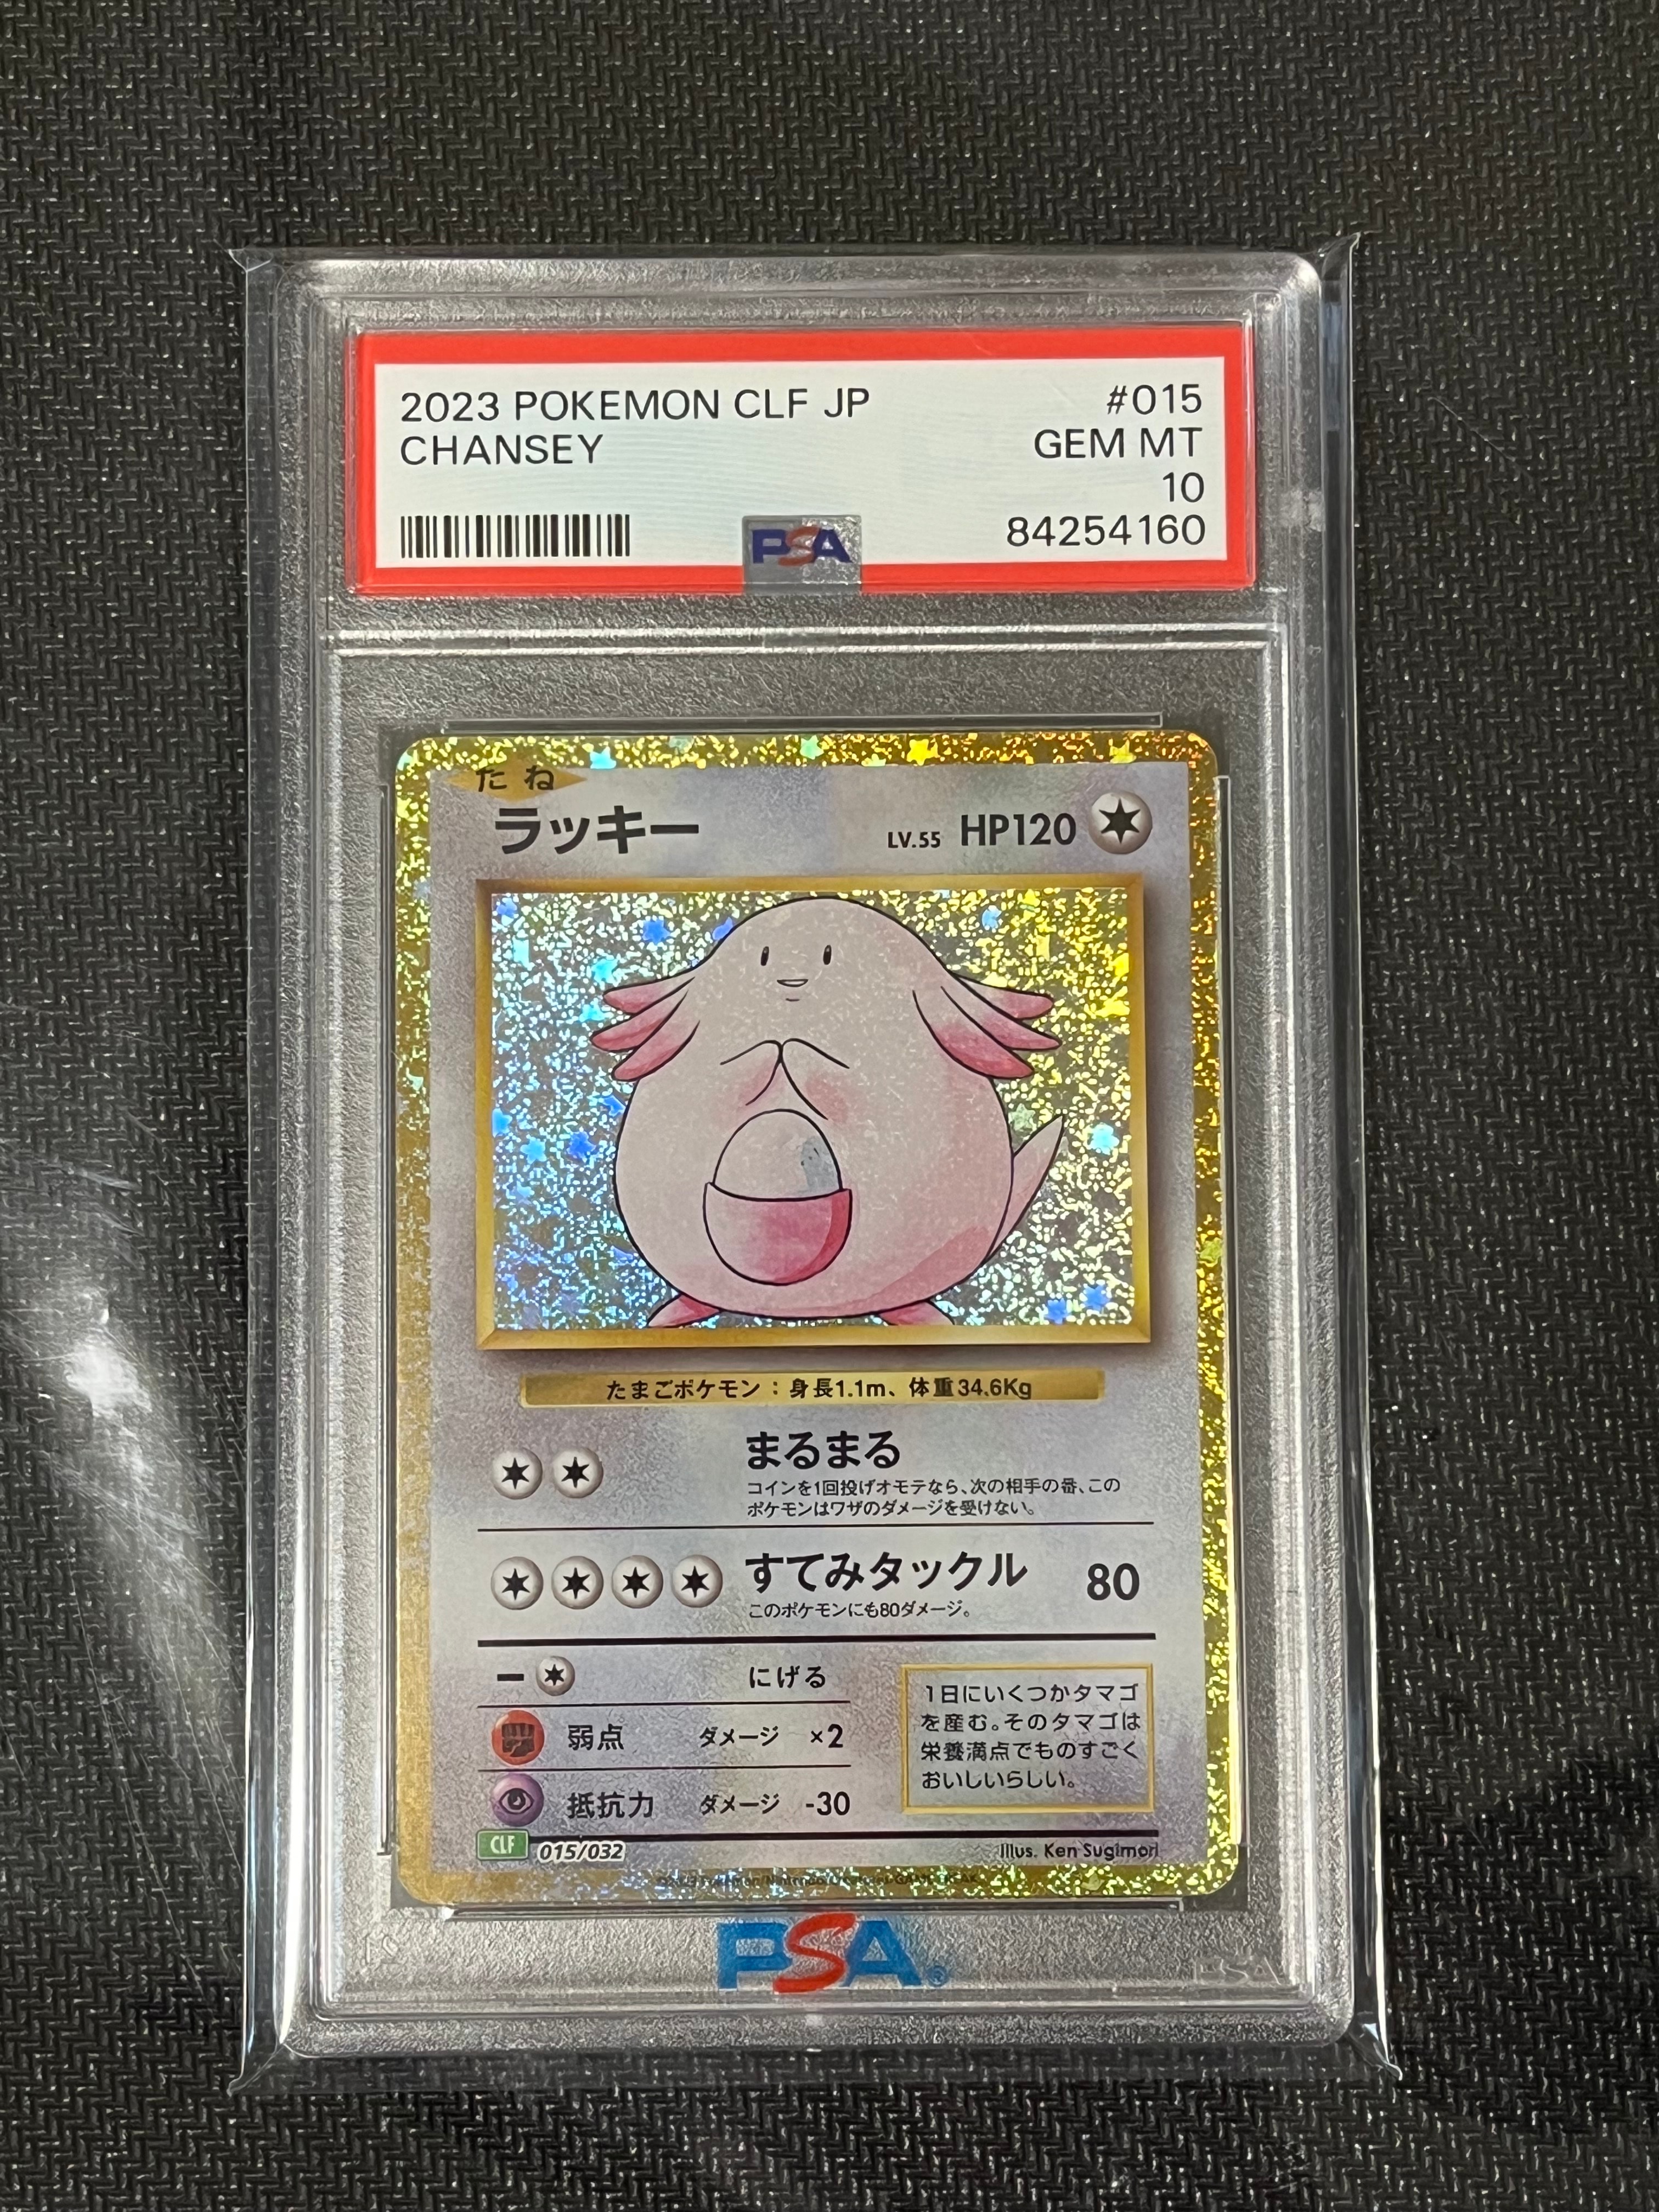 2023 POKEMON CLF JP #015
CHANSEY GEM MT
10
PSA 84254160
たね
ラッキー LV.55 HP120
たまごポケモン：身長1.1m、体重34.6Kg
まるまる
コインを1回投げオモテなら、次の相手の番、この
ポケモンはワザのダメージを受けない。
すてみタックル 80
このポケモンにも80ダメージ。
ー にげる
弱点 ダメージ ×2
抵抗力 ダメージ -30
1日にいくつかタマゴ
を産む。そのタマゴは
栄養満点でものすごく
おいしいらしい。
CLF 015/032 Illus. Ken Sugimori
©2023 Pokémon/Nintendo/Creatures/GAME FREAK
PSA®
PSA